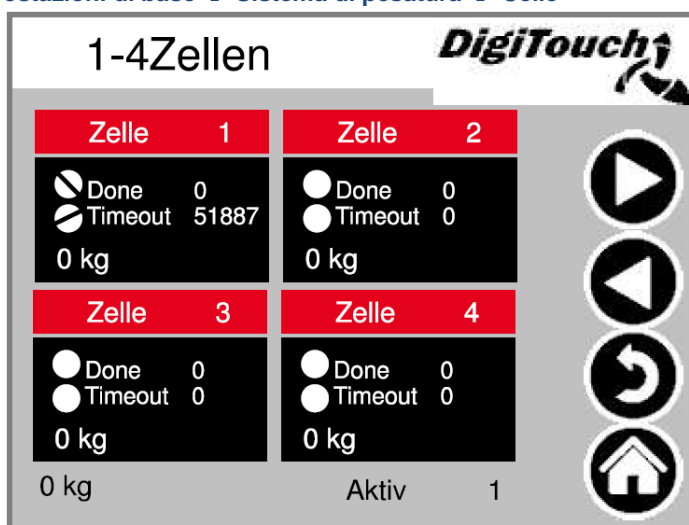 1-4Zellen
DigiTouch
Zelle 1
Zelle 2
Done 0
Timeout 51887
0 kg
Done 0
Timeout 0
0 kg
Zelle 3
Zelle 4
Done 0
Timeout 0
0 kg
Done 0
Timeout 0
0 kg
0 kg
Aktiv 1